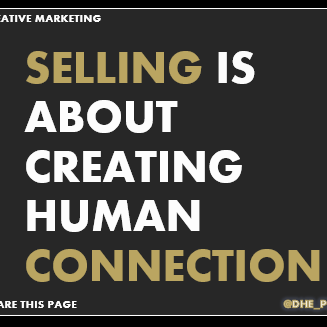 EATIVE MARKETING
SELLING IS
ABOUT
CREATING
HUMAN
CONNECTION
ARE THIS PAGE
@DHE_P